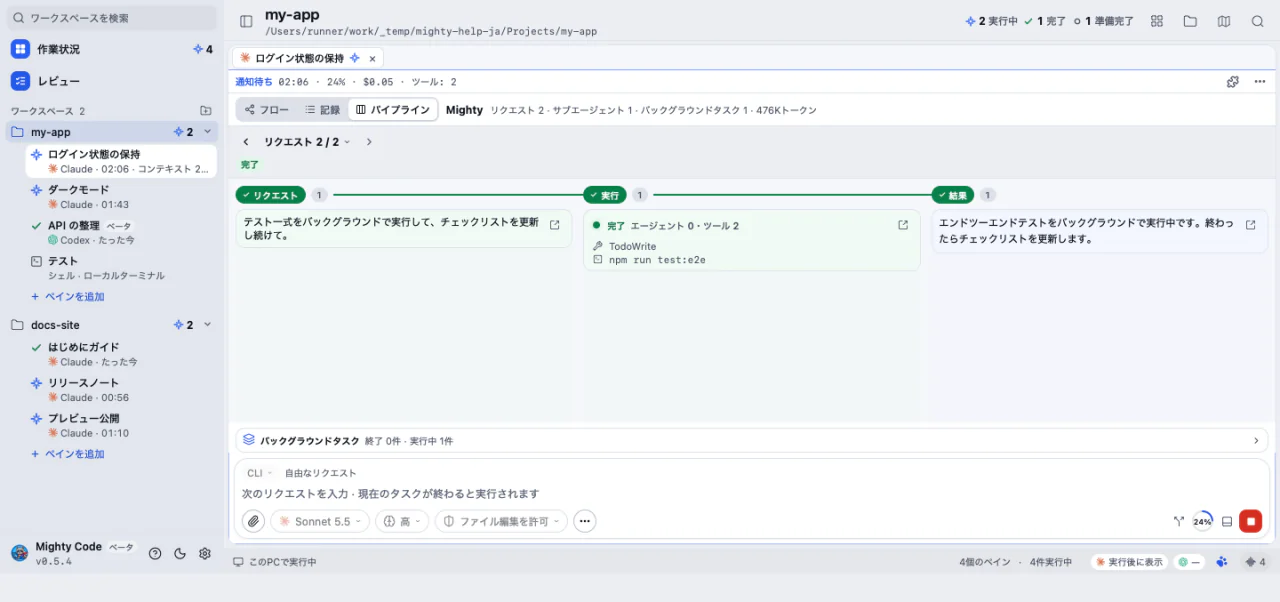 ワークスペースを検索
作業状況
4
レビュー
ワークスペース 2
my-app
2
ログイン状態の保持
Claude · 02:06 · コンテキスト 2...
ダークモード
Claude · 01:43
API の整理 ベータ
Codex · たった今
テスト
シェル · ローカルターミナル
+ ペインを追加
docs-site
2
はじめにガイド
Claude · たった今
リリースノート
Claude · 00:56
プレビュー公開
Claude · 01:10
+ ペインを追加
Mighty Code ベータ
v0.5.4
my-app
/Users/runner/work/_temp/mighty-help-ja/Projects/my-app
2 実行中 1 完了 1 準備完了
ログイン状態の保持
通知待ち 02:06 · 24% · $0.05 · ツール: 2
フロー 記録 パイプライン Mighty リクエスト 2 · サブエージェント 1 · バックグラウンドタスク 1 · 476Kトークン
リクエスト 2 / 2
完了
リクエスト 1
テスト一式をバックグラウンドで実行して、チェックリストを更新
し続けて。
実行 1
完了 エージェント 0 · ツール 2
TodoWrite
npm run test:e2e
結果 1
エンドツーエンドテストをバックグラウンドで実行中です。終わっ
たらチェックリストを更新します。
バックグラウンドタスク 終了 0件 · 実行中 1件
CLI 自由なリクエスト
次のリクエストを入力 · 現在のタスクが終わると実行されます
Sonnet 5.5 高 ファイル編集を許可
24%
このPCで実行中
4個のペイン · 4件実行中 実行後に表示 — 4